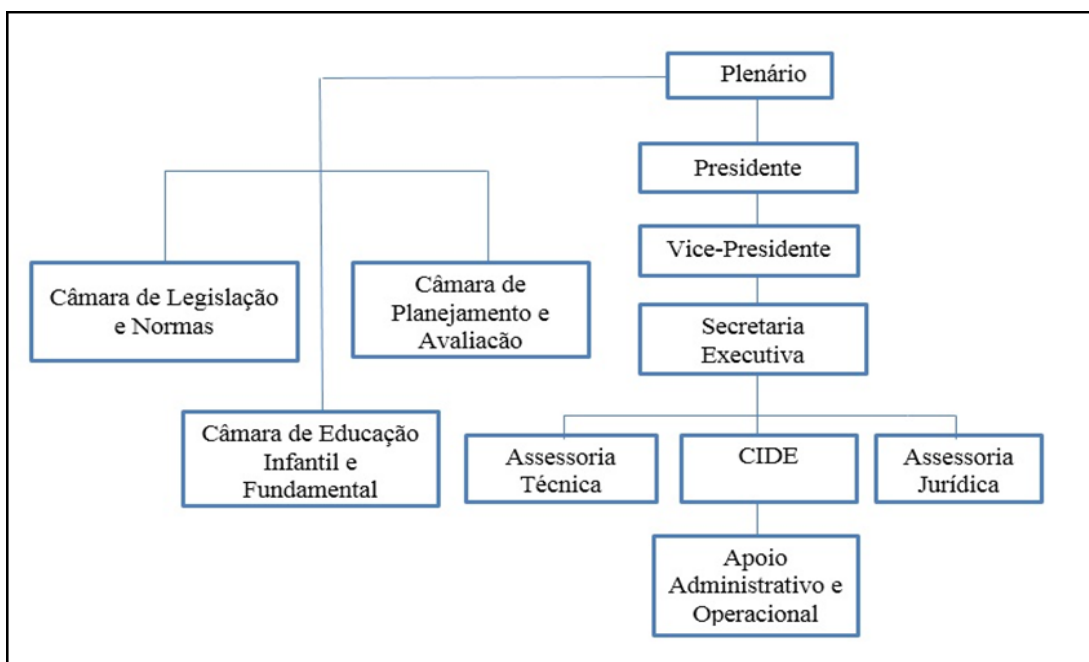 Plenário
Presidente
Vice-Presidente
Câmara de Legislação
e Normas
Câmara de
Planejamento e
Avaliacão
Secretaria
Executiva
Câmara de Educação
Infantil e
Fundamental
Assessoria
Técnica
CIDE
Assessoria
Jurídica
Apoio
Administrativo e
Operacional